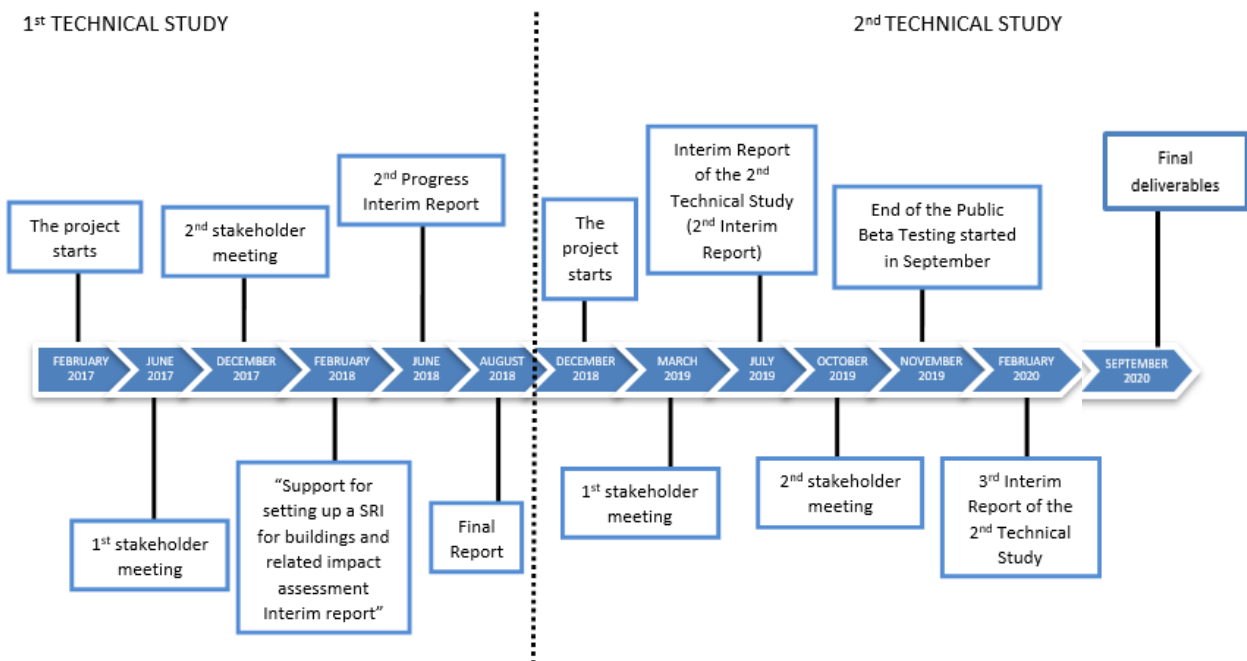 1st TECHNICAL STUDY
2nd TECHNICAL STUDY
The project
starts
2nd stakeholder
meeting
2nd Progress
Interim Report
The
project
starts
Interim Report
of the 2nd
Technical Study
(2nd Interim
Report)
End of the Public
Beta Testing started
in September
Final
deliverables
FEBRUARY
2017
JUNE
2017
DECEMBER
2017
FEBRUARY
2018
JUNE
2018
AUGUST
2018
DECEMBER
2018
MARCH
2019
JULY
2019
OCTOBER
2019
NOVEMBER
2019
FEBRUARY
2020
SEPTEMBER
2020
1st stakeholder
meeting
“Support for
setting up a SRI
for buildings and
related impact
assessment
Interim report”
Final
Report
1st stakeholder
meeting
2nd stakeholder
meeting
3rd Interim
Report of the
2nd Technical
Study